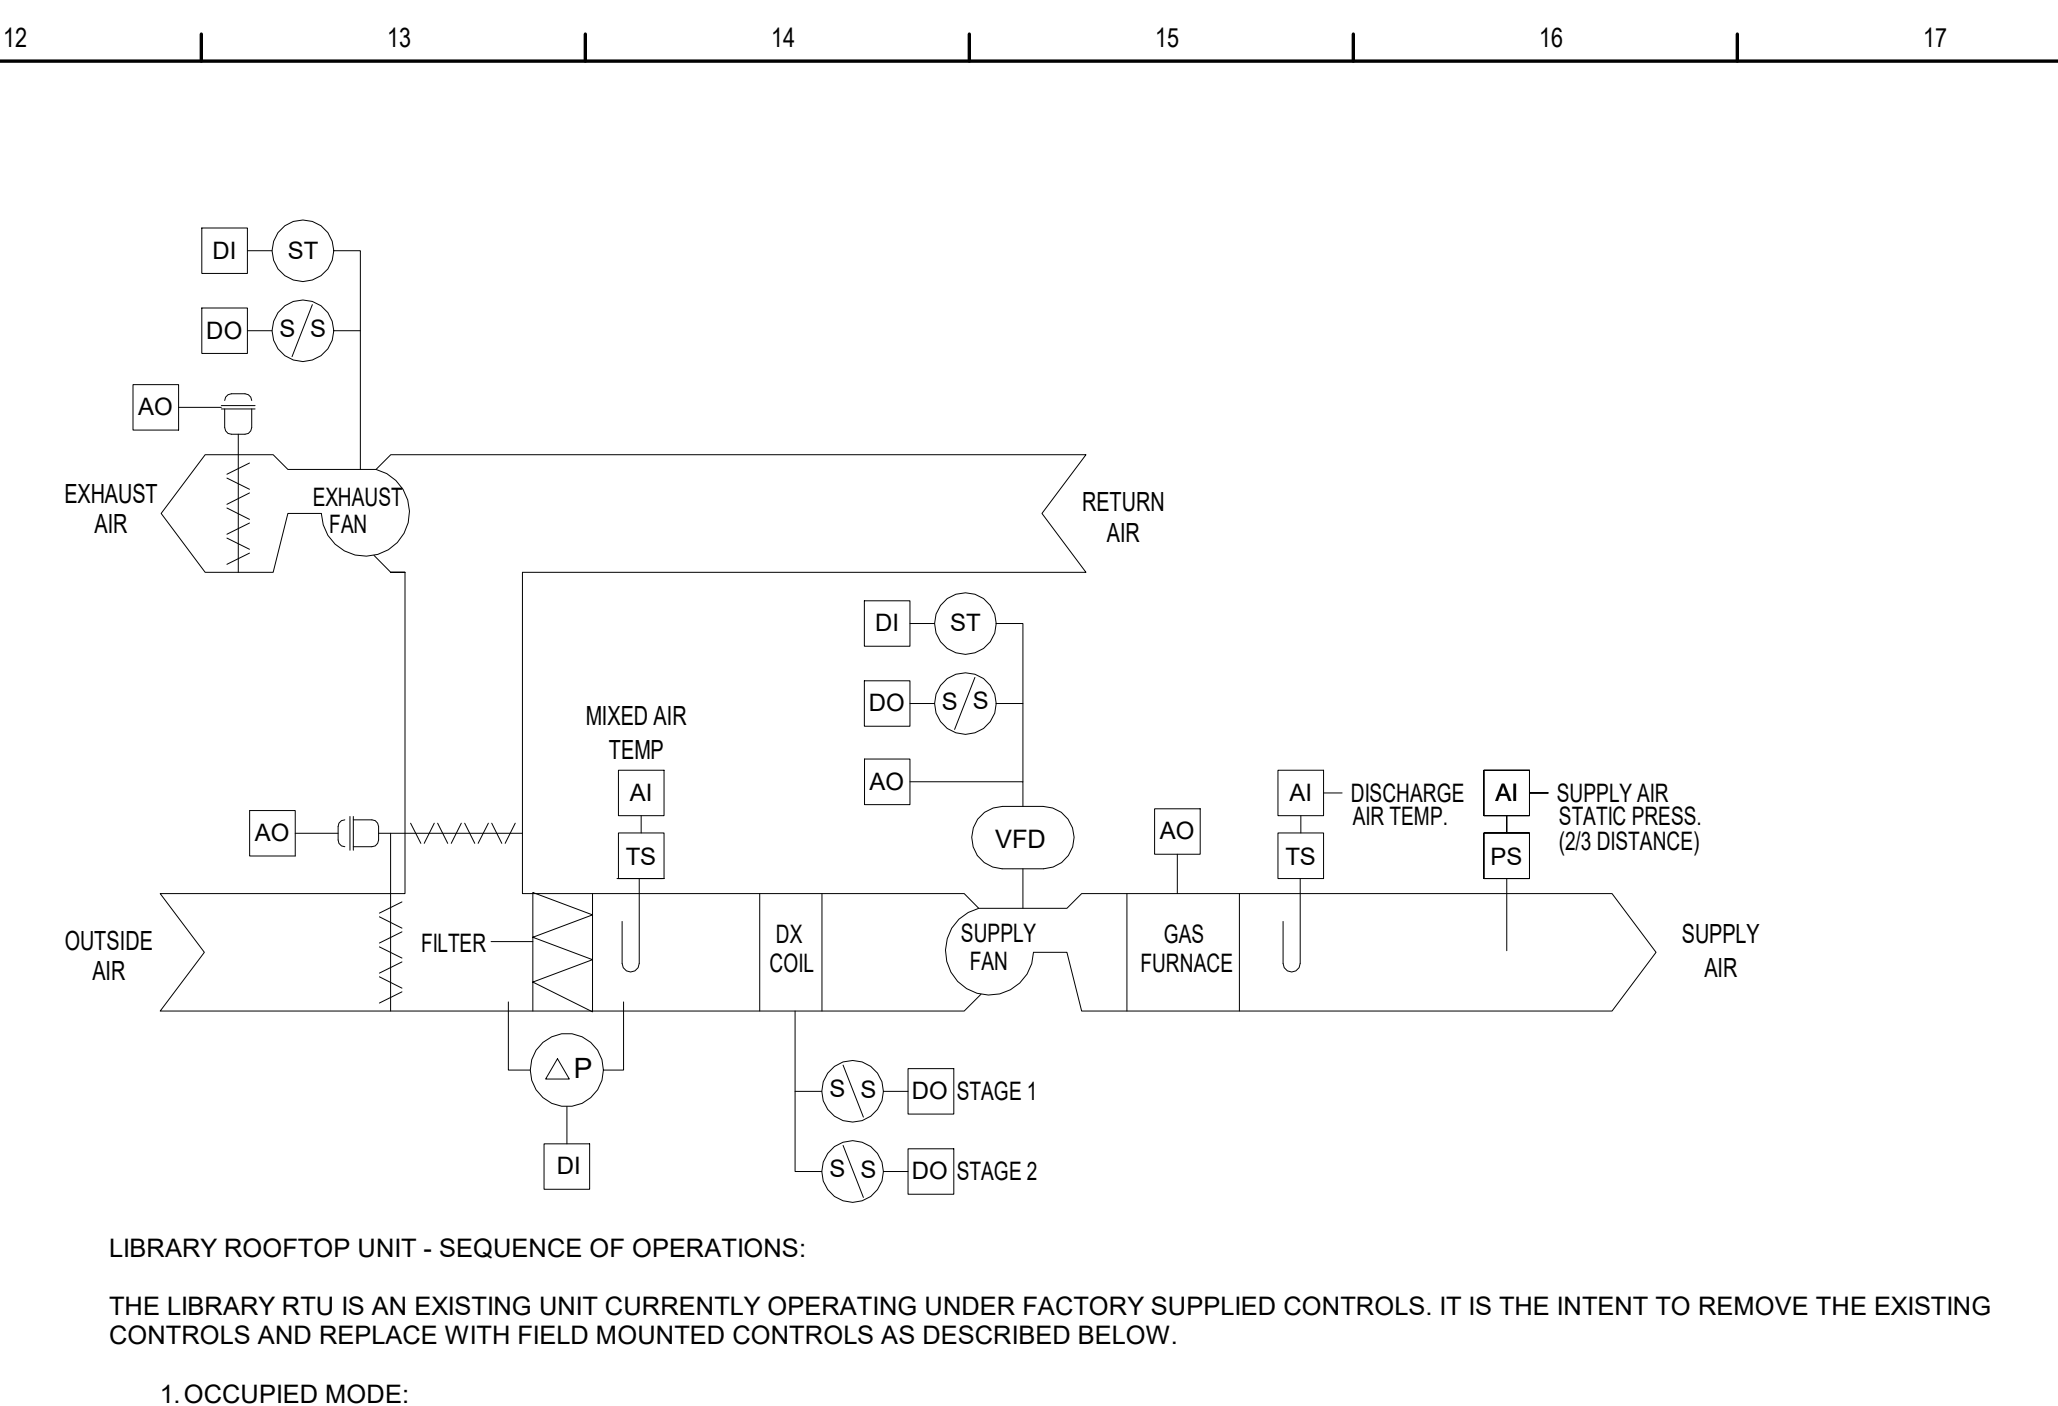 12 13 14 15 16 17
DI ST
DO S/S
AO
EXHAUST
AIR
EXHAUST
FAN
RETURN
AIR
DI ST
DO S/S
AO
VFD
MIXED AIR
TEMP
AI
TS
AO
AO
AI DISCHARGE
AIR TEMP.
TS
AI SUPPLY AIR
STATIC PRESS.
(2/3 DISTANCE)
PS
OUTSIDE
AIR
FILTER
DX
COIL
SUPPLY
FAN
GAS
FURNACE
SUPPLY
AIR
△P
DI
S\S DO STAGE 1
S\S DO STAGE 2
LIBRARY ROOFTOP UNIT - SEQUENCE OF OPERATIONS:
THE LIBRARY RTU IS AN EXISTING UNIT CURRENTLY OPERATING UNDER FACTORY SUPPLIED CONTROLS. IT IS THE INTENT TO REMOVE THE EXISTING
CONTROLS AND REPLACE WITH FIELD MOUNTED CONTROLS AS DESCRIBED BELOW.
1. OCCUPIED MODE: